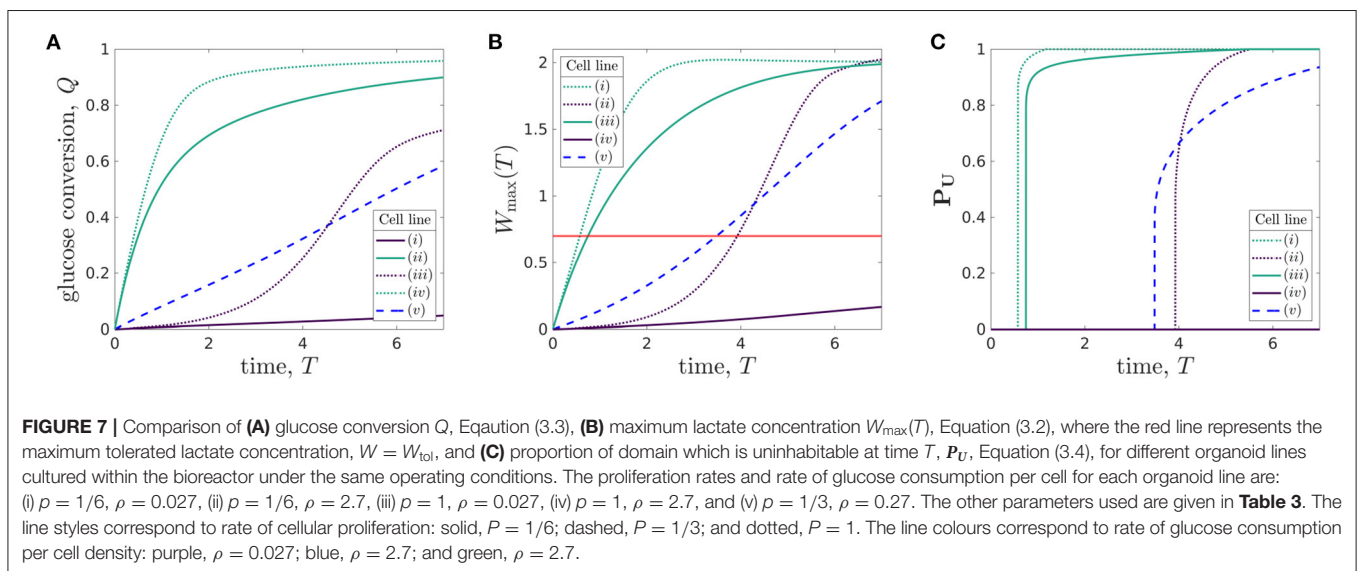 A
1
0.8
0.6
0.4
0.2
0
0
2
4
6
glucose conversion, Q
time, T
Cell line
(i)
(ii)
(iii)
(iv)
(v)
B
2
1.5
1
0.5
0
0
2
4
6
W_max(T)
time, T
Cell line
(i)
(ii)
(iii)
(iv)
(v)
C
1
0.8
0.6
0.4
0.2
0
0
2
4
6
P_U
time, T
Cell line
(i)
(ii)
(iii)
(iv)
(v)
FIGURE 7 | Comparison of (A) glucose conversion Q, Eqaution (3.3), (B) maximum lactate concentration W_max(T), Equation (3.2), where the red line represents the
maximum tolerated lactate concentration, W = W_tol, and (C) proportion of domain which is uninhabitable at time T, P_U, Equation (3.4), for different organoid lines
cultured within the bioreactor under the same operating conditions. The proliferation rates and rate of glucose consumption per cell for each organoid line are:
(i) p = 1/6, ρ = 0.027, (ii) p = 1/6, ρ = 2.7, (iii) p = 1, ρ = 0.027, (iv) p = 1, ρ = 2.7, and (v) p = 1/3, ρ = 0.27. The other parameters used are given in Table 3. The
line styles correspond to rate of cellular proliferation: solid, P = 1/6; dashed, P = 1/3; and dotted, P = 1. The line colours correspond to rate of glucose consumption
per cell density: purple, ρ = 0.027; blue, ρ = 2.7; and green, ρ = 2.7.